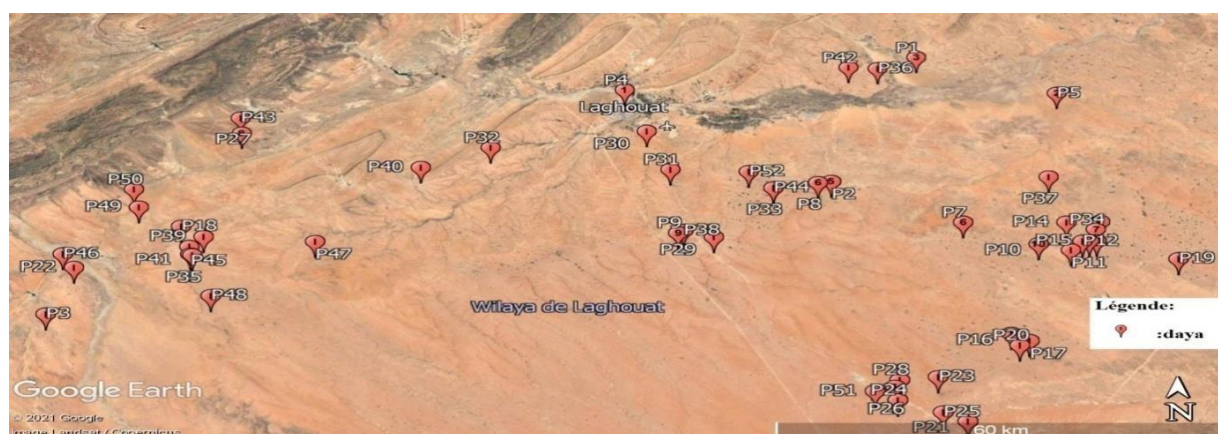 P1
P42
P36
P4
Laghouat
P5
P43
P27
P30
P32
P40
P31
P52
P44
P33
P8
P2
P37
P50
P49
P18
P39
P9
P38
P29
P7
P14
P34
P15
P12
P10
P11
P19
P46
P22
P41
P45
P35
P47
P48
P3
Wilaya de Laghouat
Légende:
:daya
P20
P16
P17
P28
P23
P51
P24
P26
P25
P21
Google Earth
© 2021 Google
Image Landsat / Copernicus
60 km
N